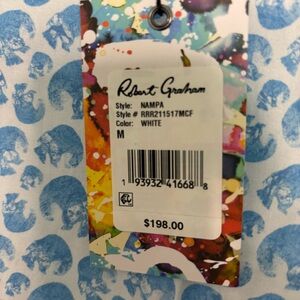 Robert Graham
Style: NAMPA
Style # RRR211517MCF
Color: WHITE
M
1 93932 41668 8
$198.00